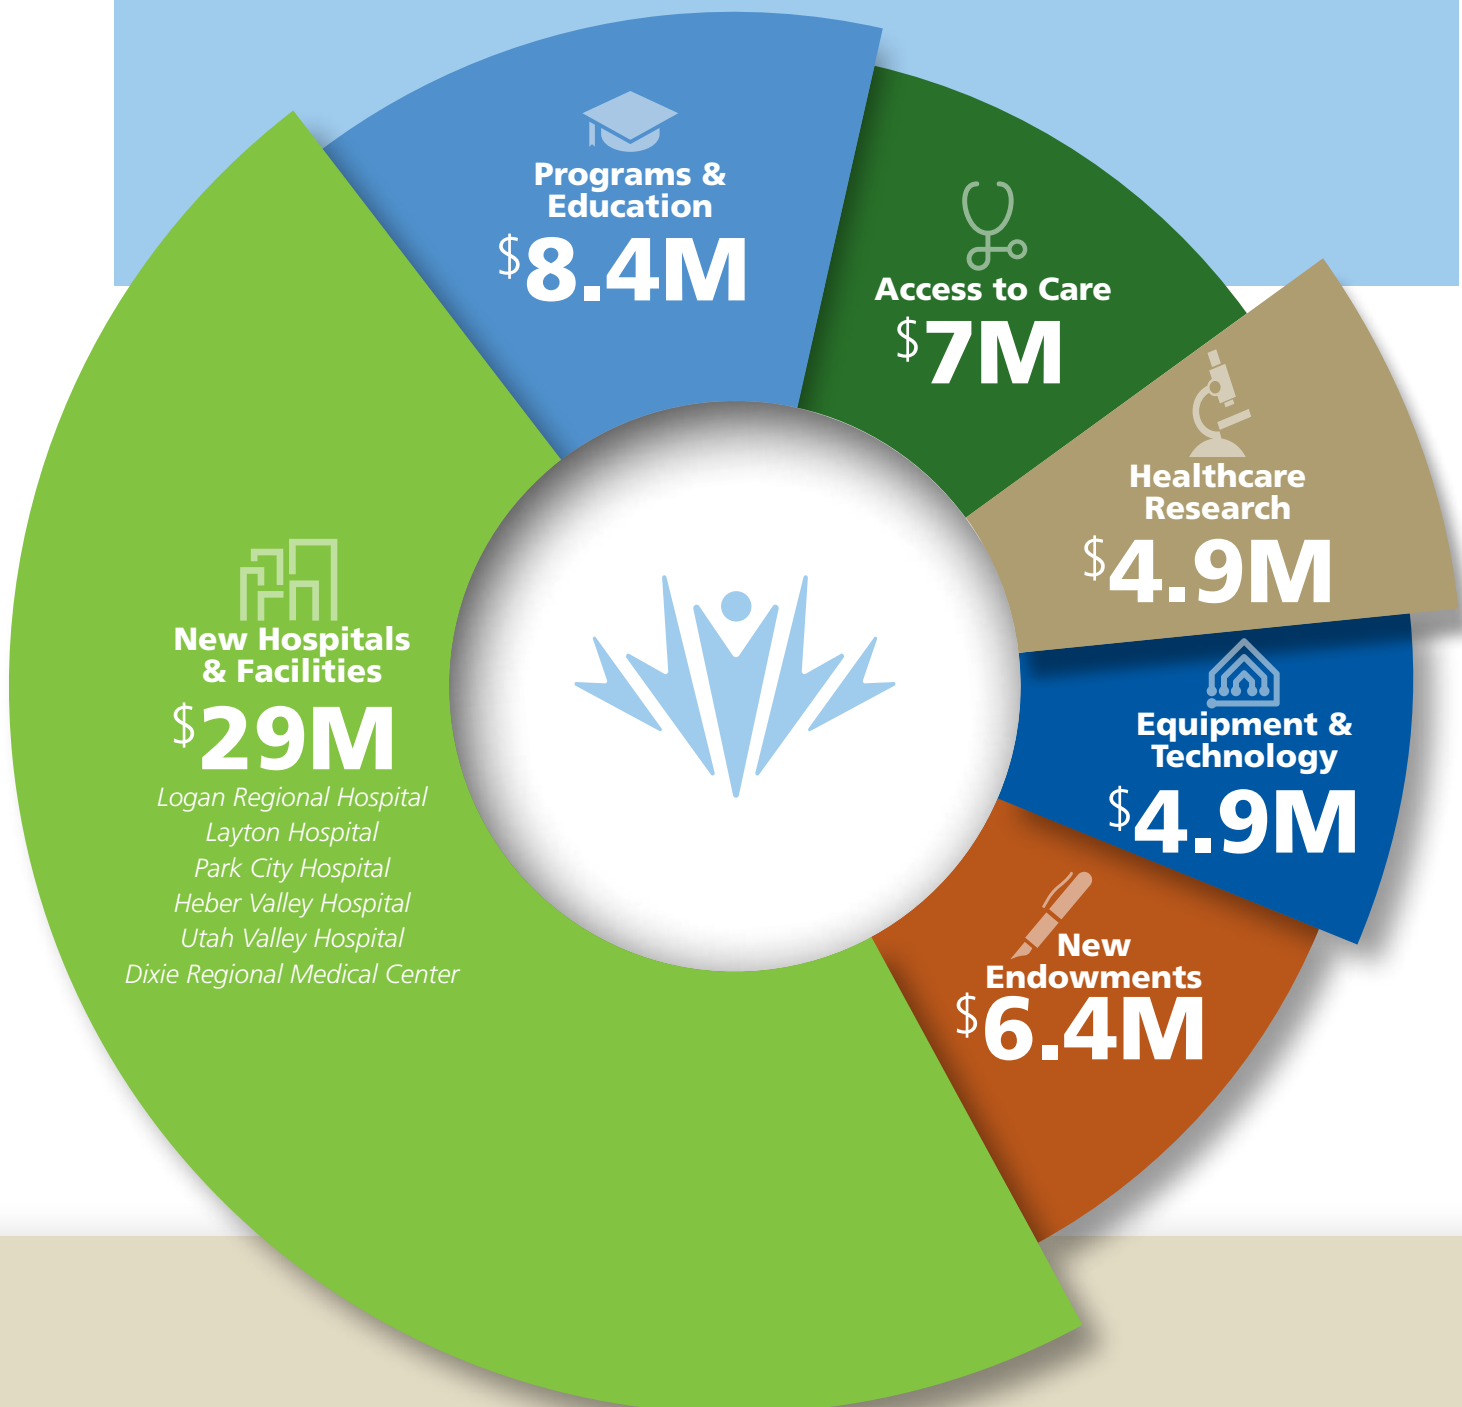 Programs &
Education
$8.4M
Access to Care
$7M
Healthcare
Research
$4.9M
Equipment &
Technology
$4.9M
New
Endowments
$6.4M
New Hospitals
& Facilities
$29M
Logan Regional Hospital
Layton Hospital
Park City Hospital
Heber Valley Hospital
Utah Valley Hospital
Dixie Regional Medical Center